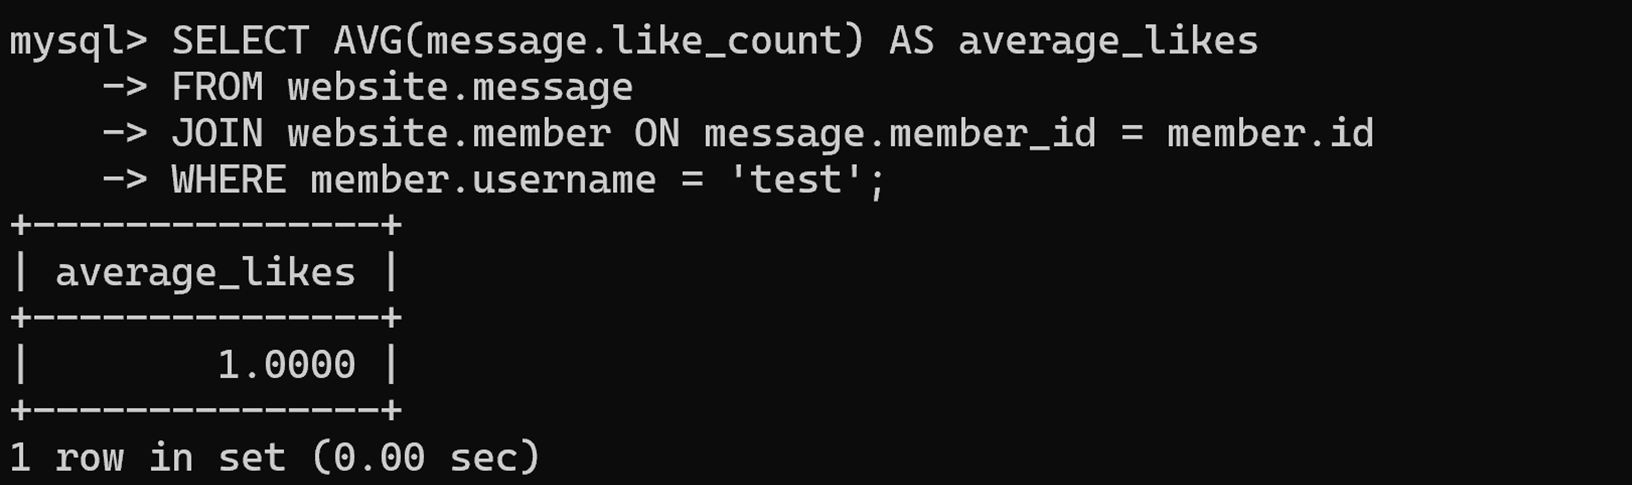 mysql> SELECT AVG(message.like_count) AS average_likes
    -> FROM website.message
    -> JOIN website.member ON message.member_id = member.id
    -> WHERE member.username = 'test';
+---------------+
| average_likes |
+---------------+
|        1.0000 |
+---------------+
1 row in set (0.00 sec)